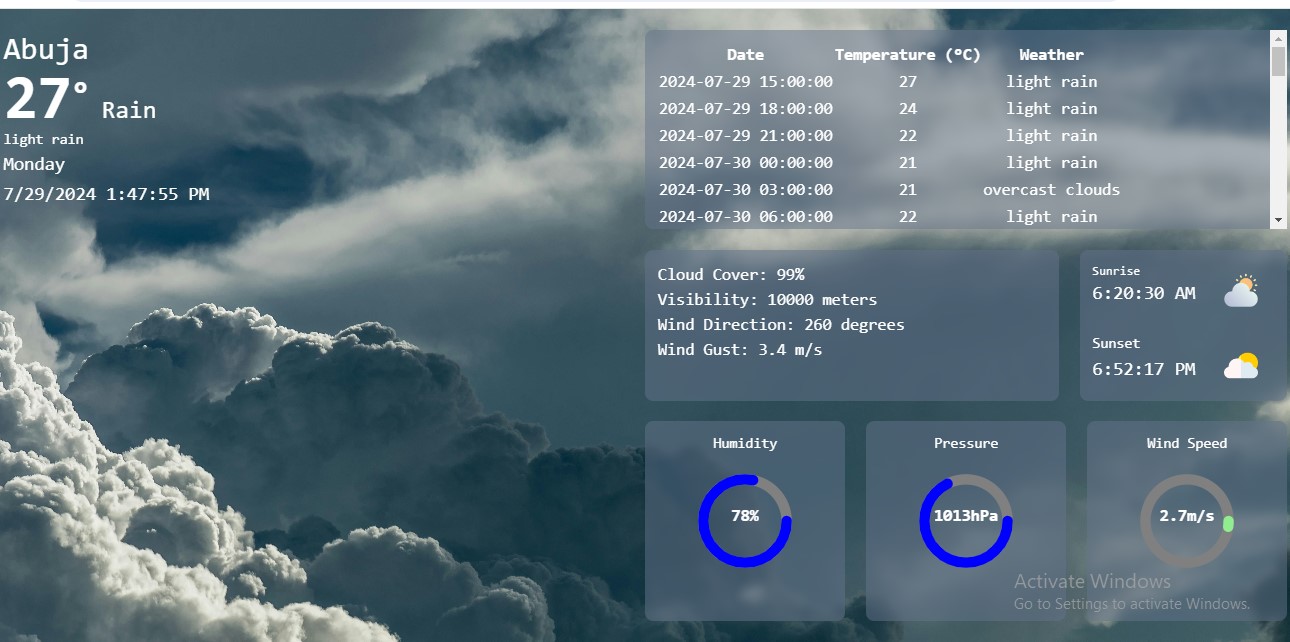 Abuja
27° Rain
light rain
Monday
7/29/2024 1:47:55 PM
Date Temperature (°C) Weather
2024-07-29 15:00:00 27 light rain
2024-07-29 18:00:00 24 light rain
2024-07-29 21:00:00 22 light rain
2024-07-30 00:00:00 21 light rain
2024-07-30 03:00:00 21 overcast clouds
2024-07-30 06:00:00 22 light rain
Cloud Cover: 99%
Visibility: 10000 meters
Wind Direction: 260 degrees
Wind Gust: 3.4 m/s
Sunrise
6:20:30 AM
Sunset
6:52:17 PM
Humidity
78%
Pressure
1013hPa
Wind Speed
2.7m/s
Activate Windows
Go to Settings to activate Windows.